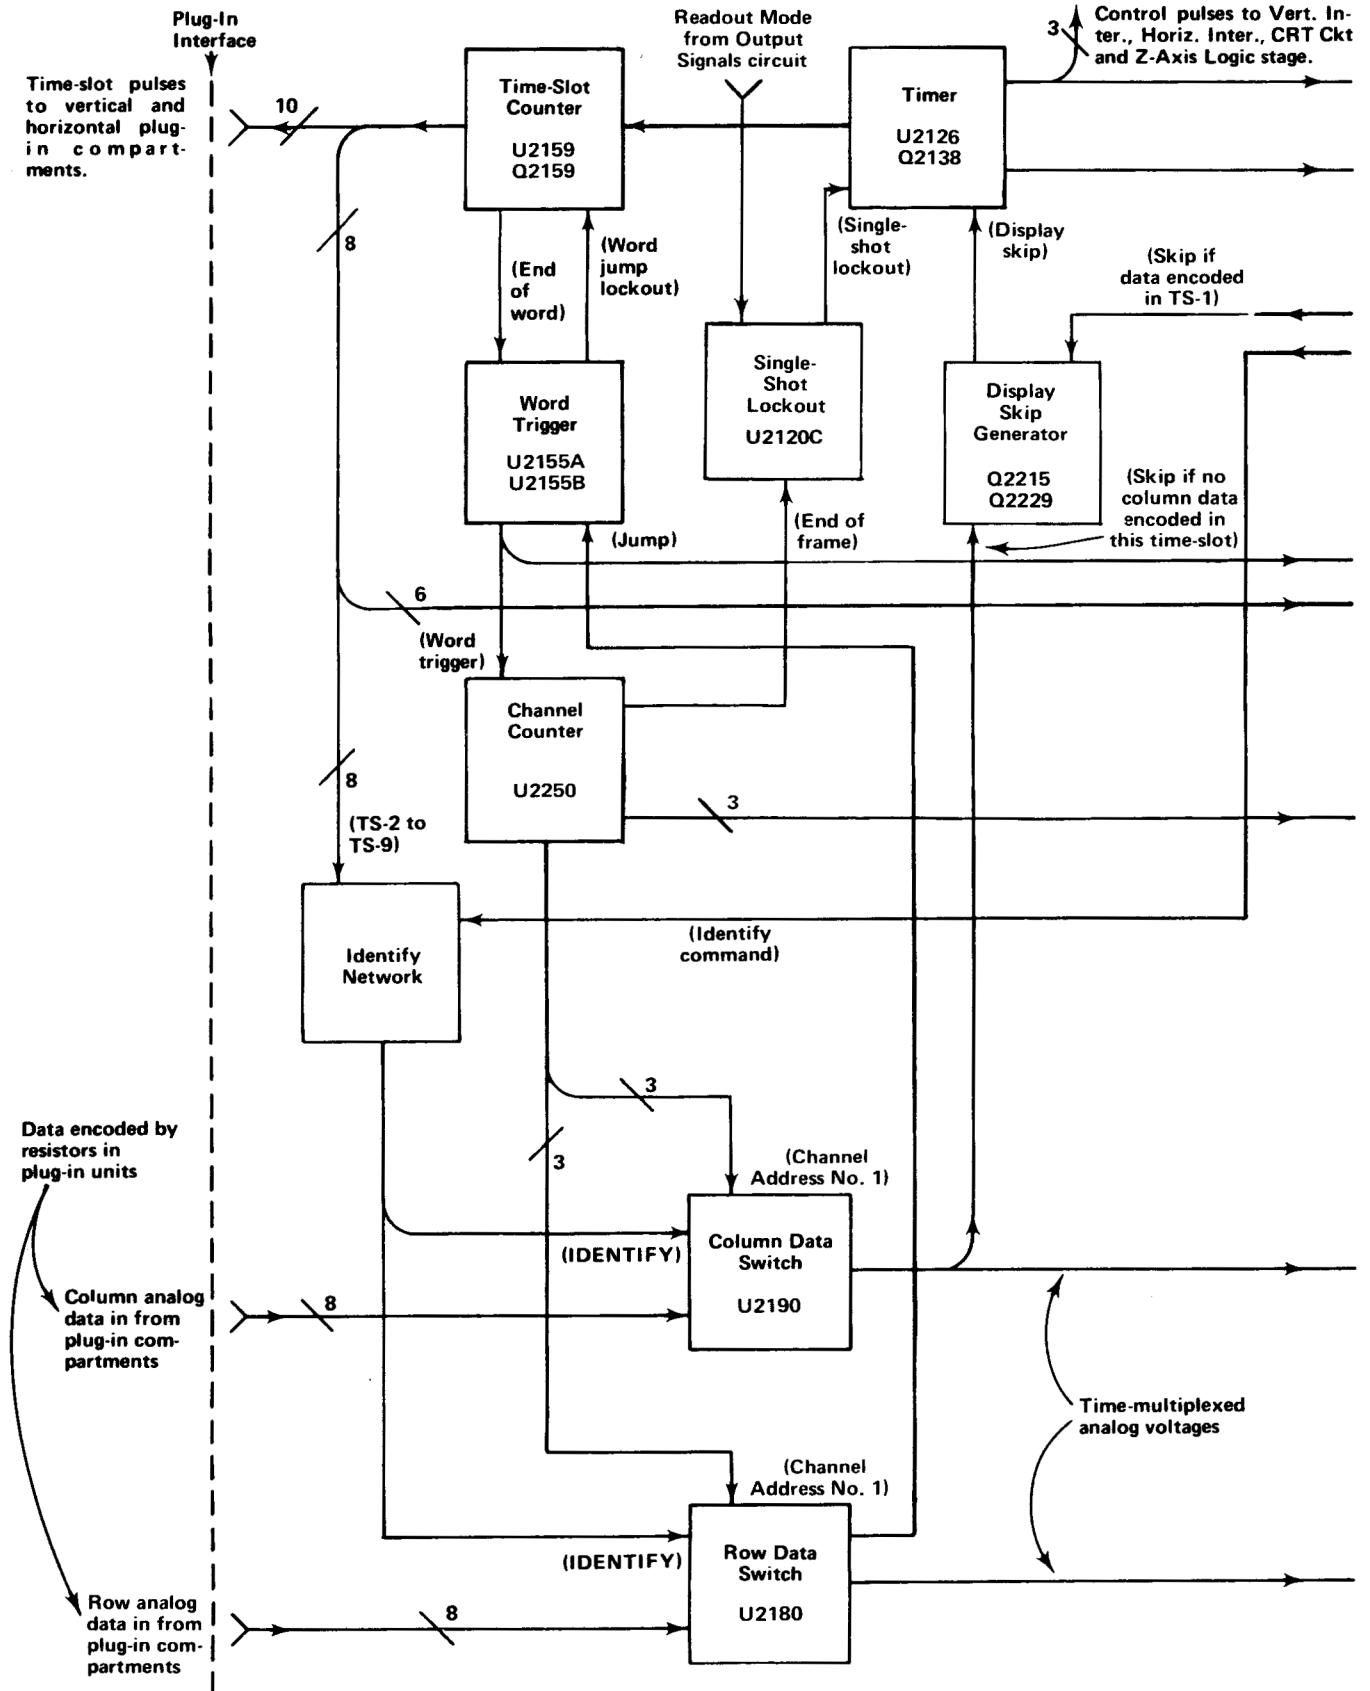 Plug-In
Interface
Time-slot pulses
to vertical and
horizontal plug-
in compart-
ments.
10
8
Time-Slot
Counter
U2159
Q2159
Readout Mode
from Output
Signals circuit
Timer
U2126
Q2138
3
Control pulses to Vert. In-
ter., Horiz. Inter., CRT Ckt
and Z-Axis Logic stage.
(End
of
word)
(Word
jump
lockout)
(Single-
shot
lockout)
(Display
skip)
(Skip if
data encoded
in TS-1)
Word
Trigger
U2155A
U2155B
Single-
Shot
Lockout
U2120C
Display
Skip
Generator
Q2215
Q2229
(Skip if no
column data
encoded in
this time-slot)
(Jump)
(End of
frame)
6
(Word
trigger)
Channel
Counter
U2250
3
8
(TS-2 to
TS-9)
Identify
Network
(Identify
command)
3
3
Data encoded by
resistors in
plug-in units
(Channel
Address No. 1)
Column Data
Switch
U2190
(IDENTIFY)
Column analog
data in from
plug-in com-
partments
8
Time-multiplexed
analog voltages
(Channel
Address No. 1)
Row Data
Switch
U2180
(IDENTIFY)
Row analog
data in from
plug-in com-
partments
8